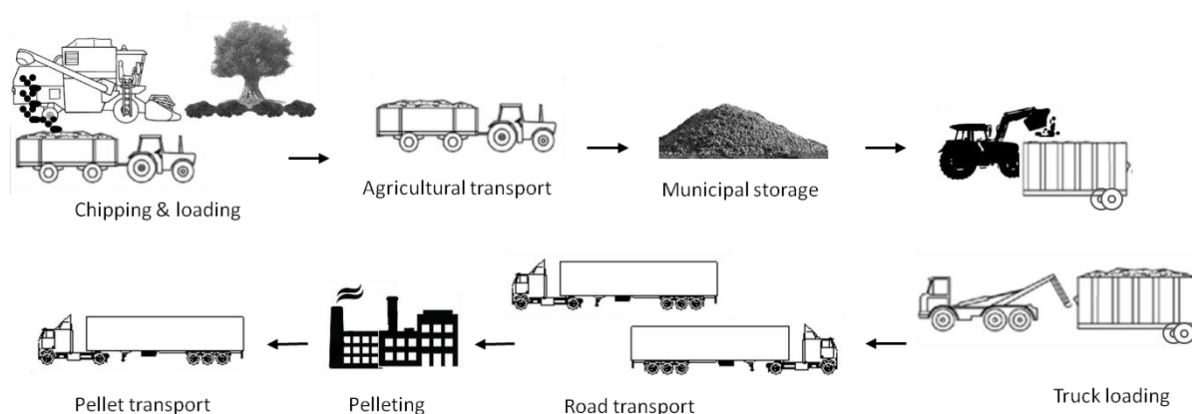 Chipping & loading
Agricultural transport
Municipal storage
Truck loading
Road transport
Pelleting
Pellet transport